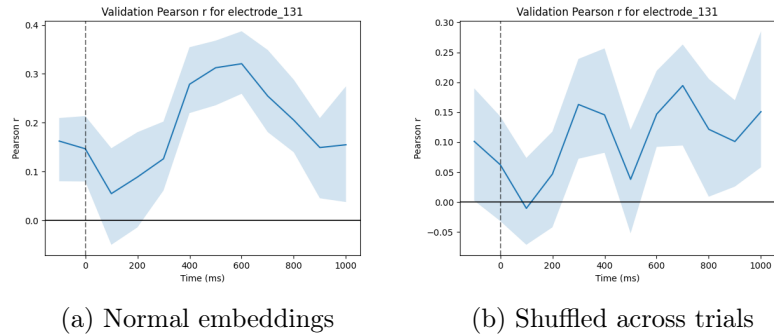 Validation Pearson r for electrode_131
0.4
0.3
0.2
0.1
0.0
Pearson r
0 200 400 600 800 1000
Time (ms)
(a) Normal embeddings
Validation Pearson r for electrode_131
0.30
0.25
0.20
0.15
0.10
0.05
0.00
−0.05
Pearson r
0 200 400 600 800 1000
Time (ms)
(b) Shuffled across trials